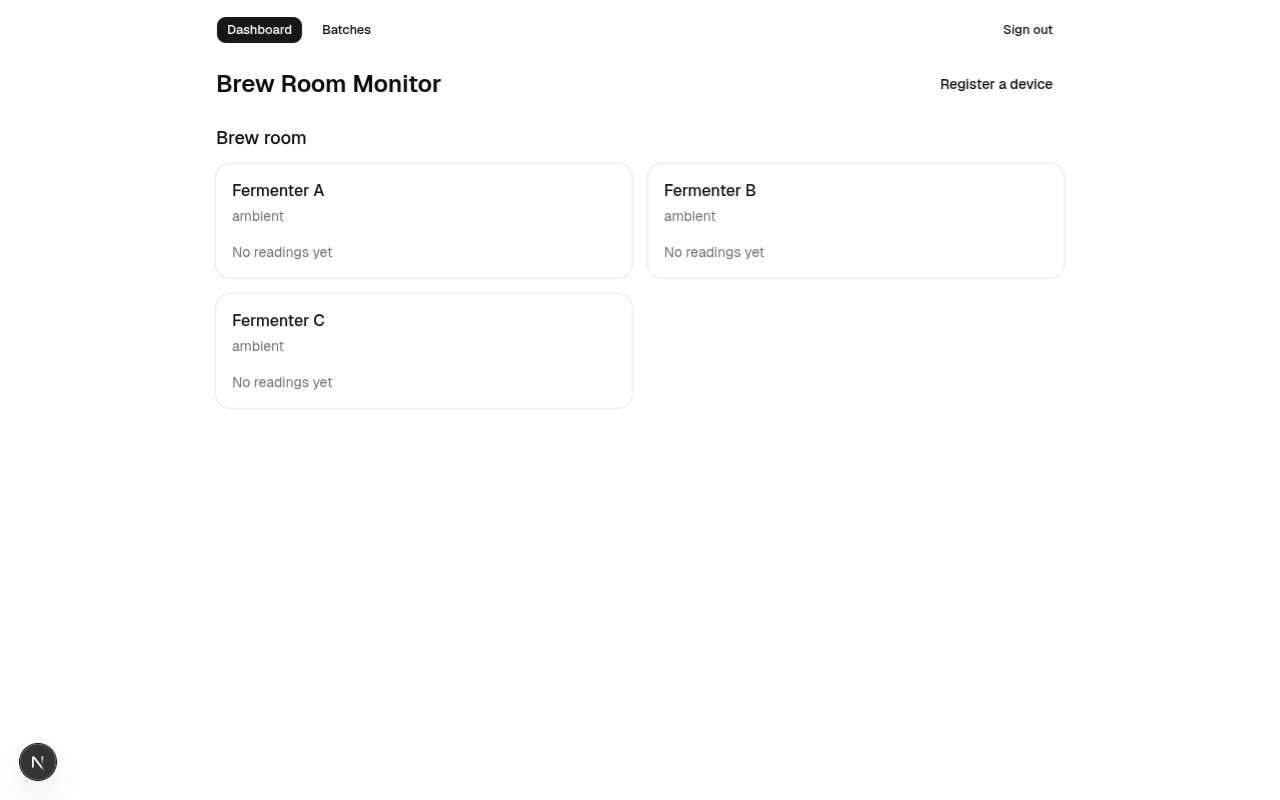 Dashboard Batches Sign out
Brew Room Monitor Register a device
Brew room
Fermenter A
ambient
No readings yet
Fermenter B
ambient
No readings yet
Fermenter C
ambient
No readings yet
N